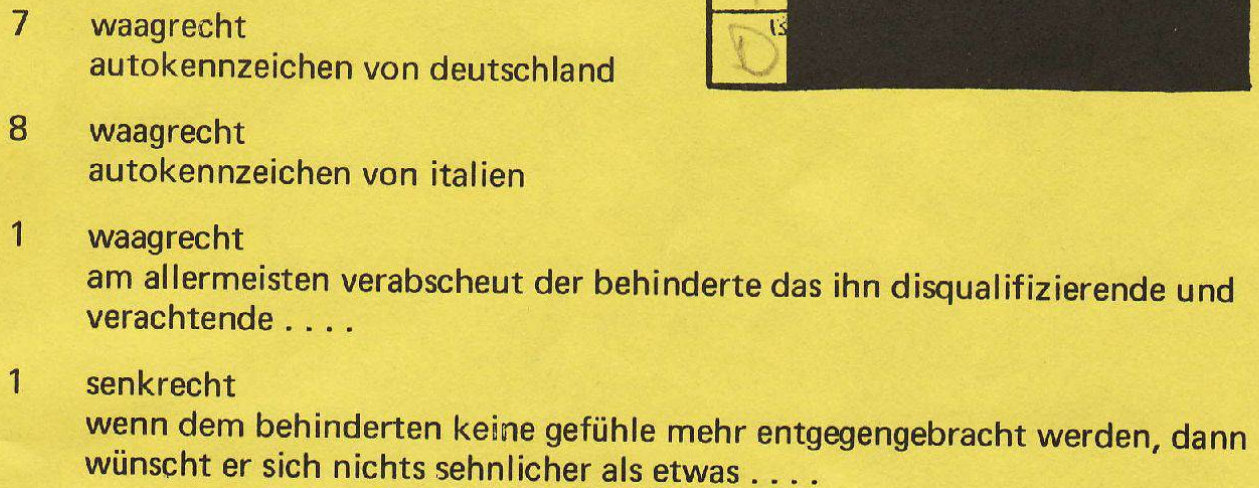 7 waagrecht
autokennzeichen von deutschland
13
D
8 waagrecht
autokennzeichen von italien
1 waagrecht
am allermeisten verabscheut der behinderte das ihn disqualifizierende und
verachtende . . . .
1 senkrecht
wenn dem behinderten keine gefühle mehr entgegengebracht werden, dann
wünscht er sich nichts sehnlicher als etwas . . . .